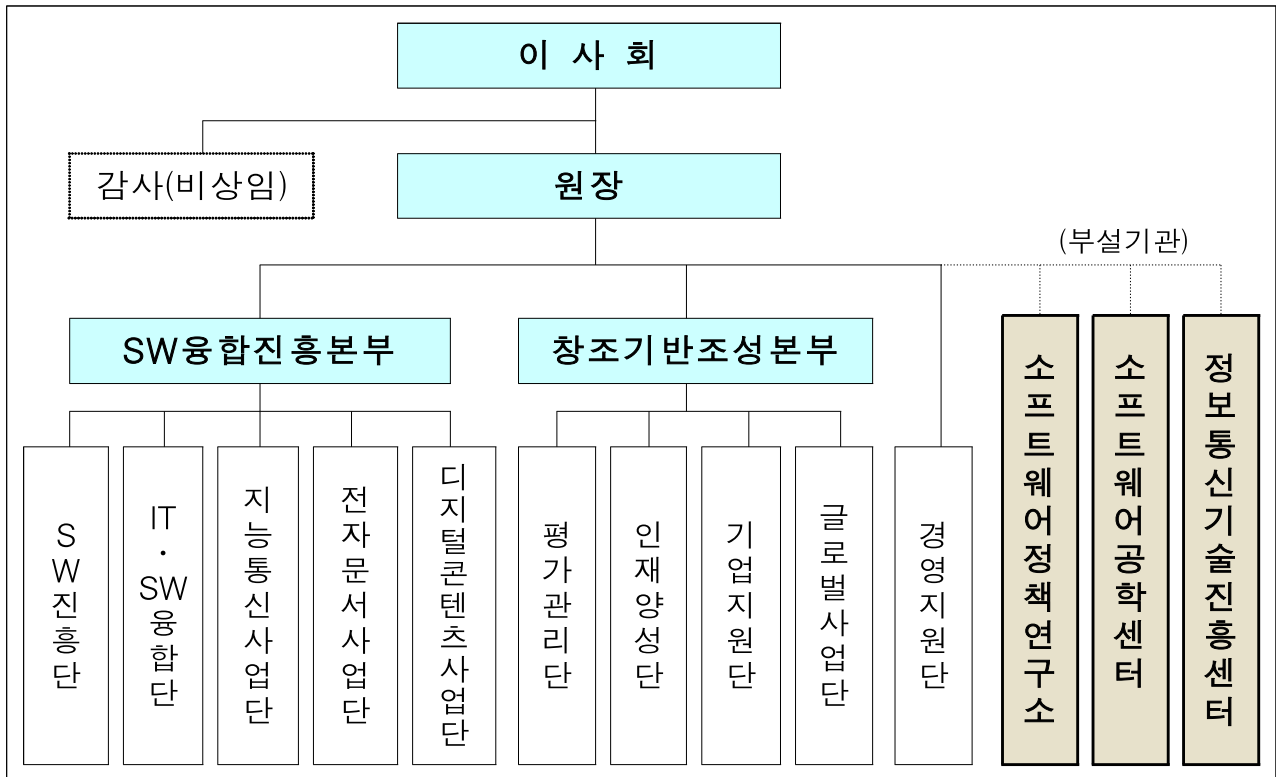 이 사 회
감사(비상임)
원장
(부설기관)
SW융합진흥본부
창조기반조성본부
SW진흥단
IT·SW융합단
지능통신사업단
전자문서사업단
디지털콘텐츠사업단
평가관리단
인재양성단
기업지원단
글로벌사업단
경영지원단
소프트웨어정책연구소
소프트웨어공학센터
정보통신기술진흥센터